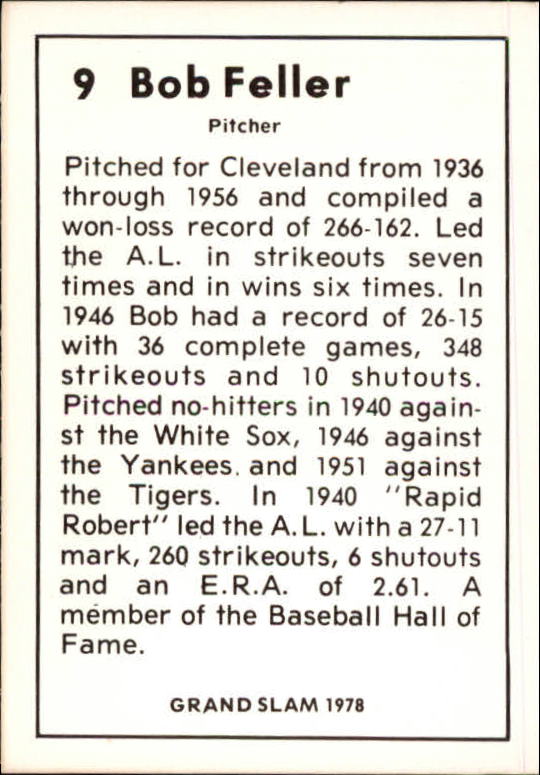 9 Bob Feller
Pitcher
Pitched for Cleveland from 1936
through 1956 and compiled a
won-loss record of 266-162. Led
the A.L. in strikeouts seven
times and in wins six times. In
1946 Bob had a record of 26-15
with 36 complete games, 348
strikeouts and 10 shutouts.
Pitched no-hitters in 1940 again-
st the White Sox, 1946 against
the Yankees. and 1951 against
the Tigers. In 1940 "Rapid
Robert" led the A.L. with a 27-11
mark, 260 strikeouts, 6 shutouts
and an E.R.A. of 2.61. A
member of the Baseball Hall of
Fame.
GRAND SLAM 1978